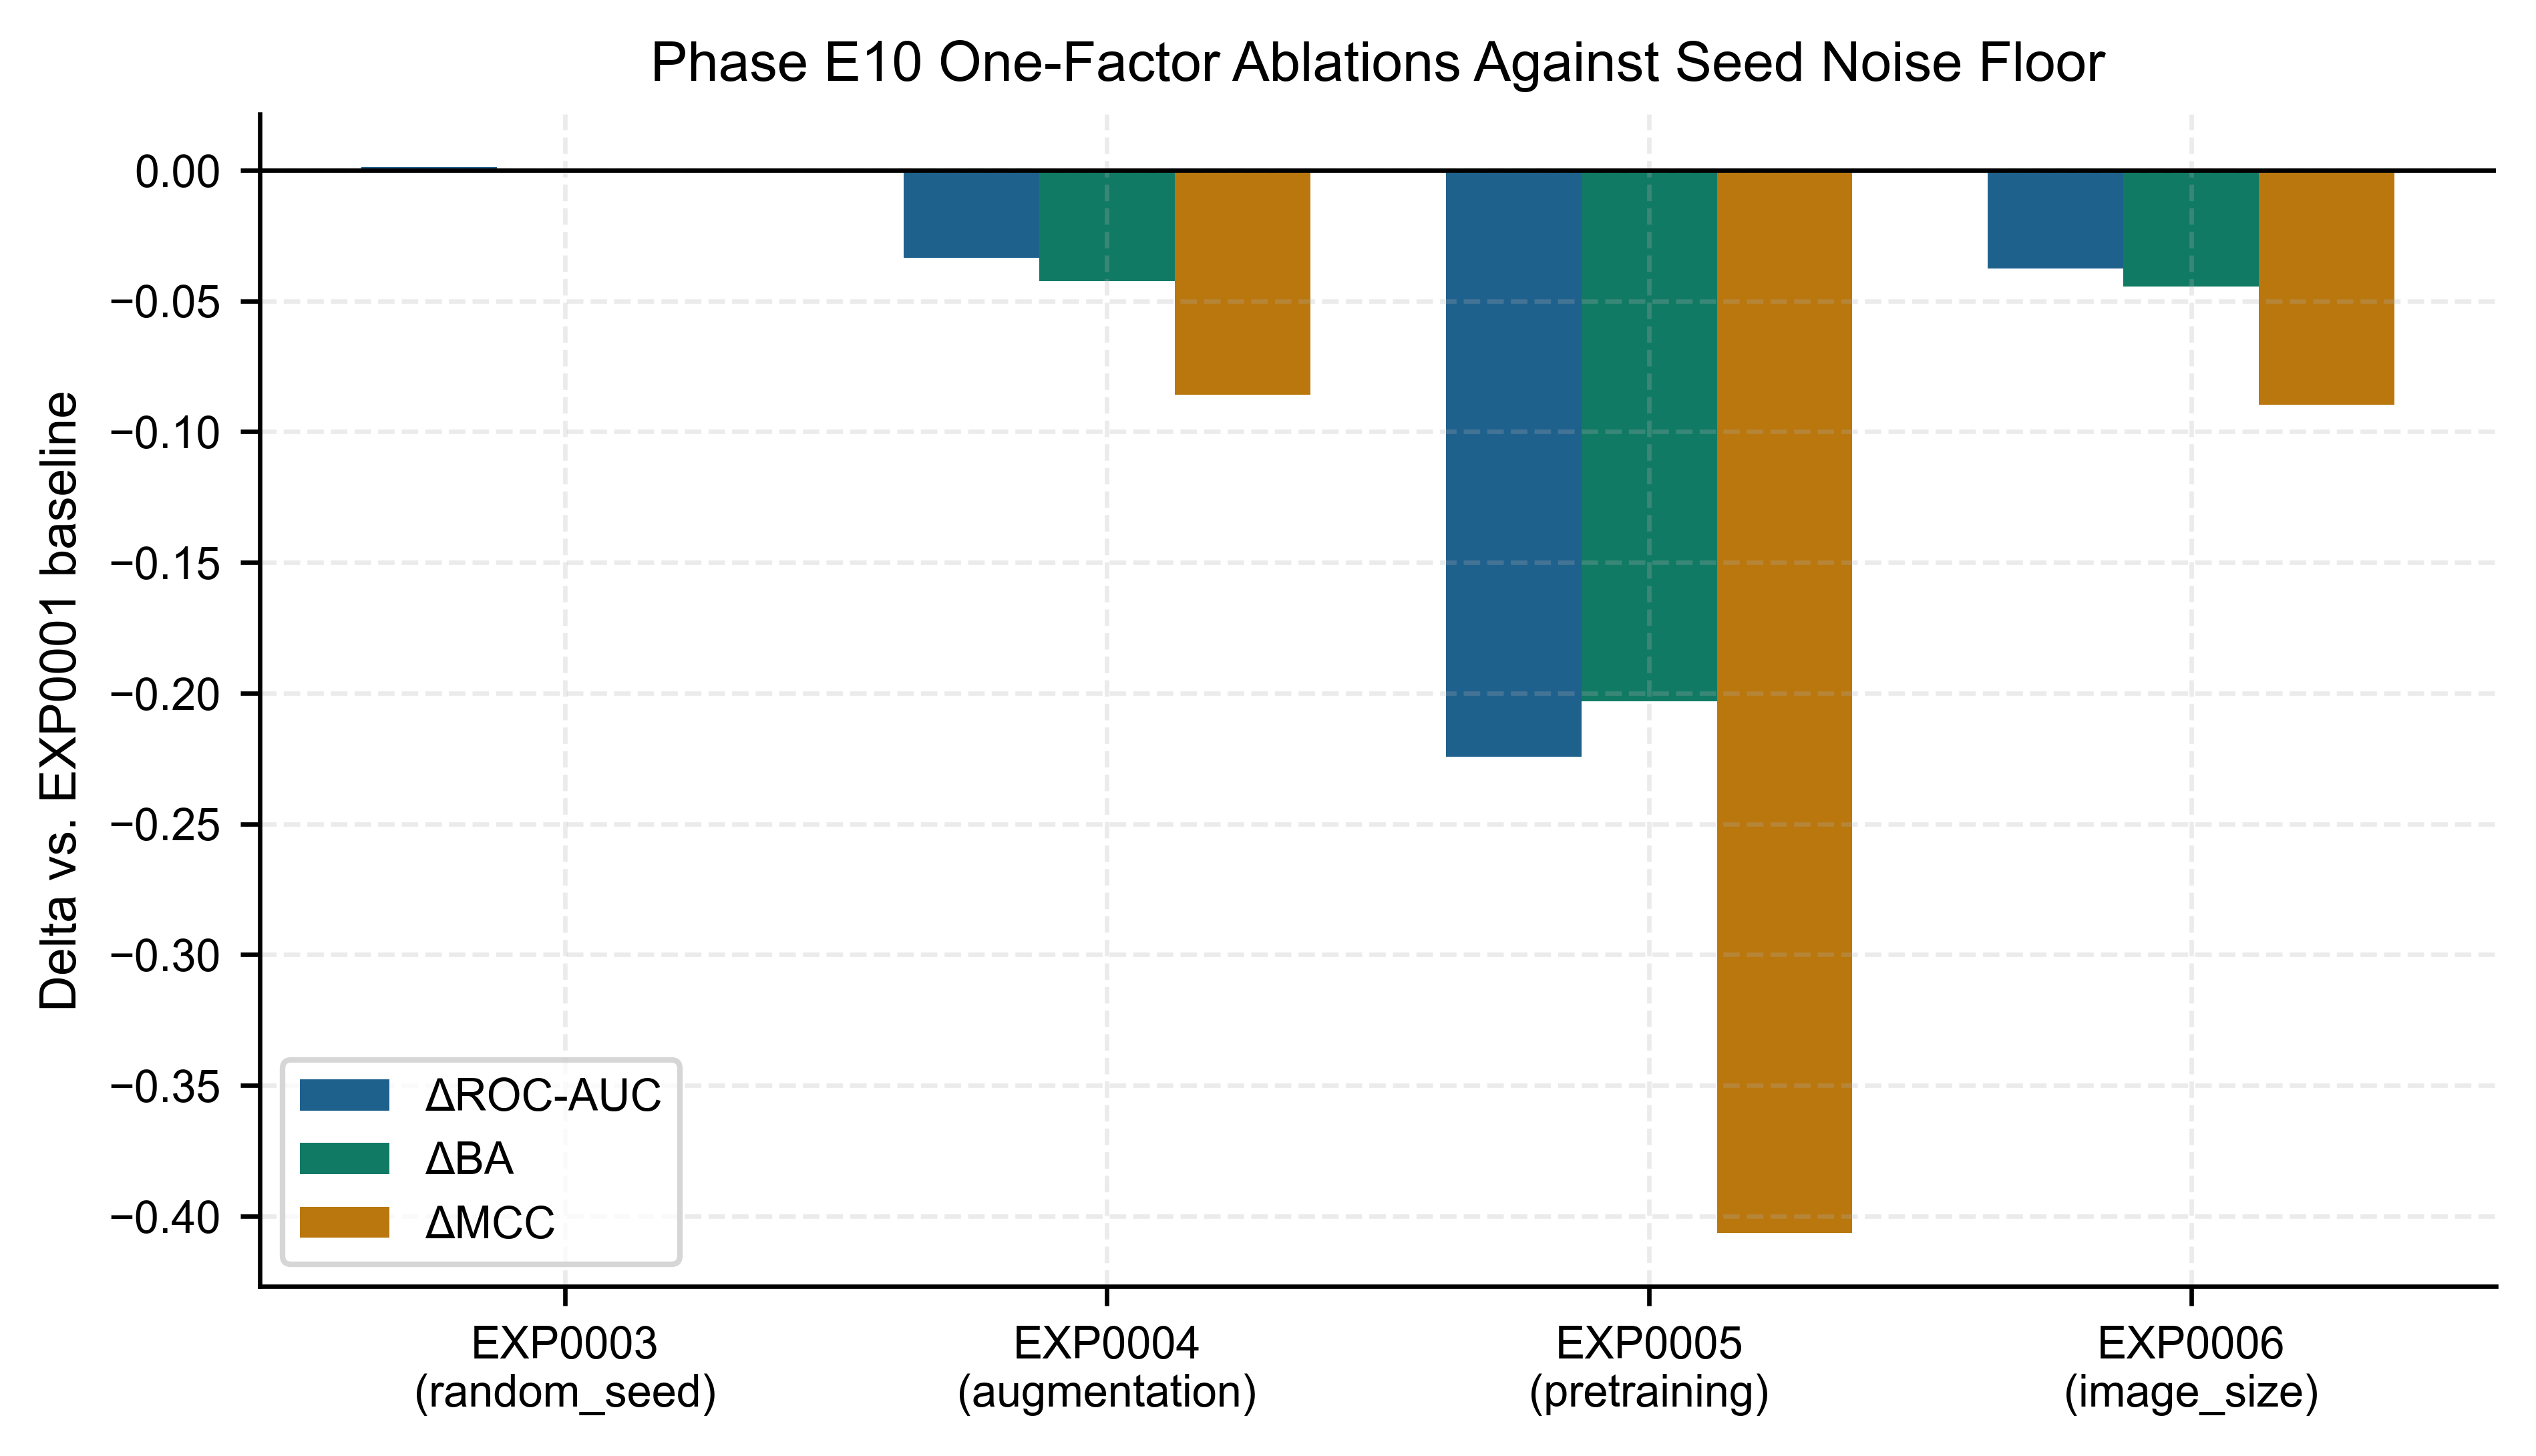 Phase E10 One-Factor Ablations Against Seed Noise Floor
Delta vs. EXP0001 baseline
0.00
−0.05
−0.10
−0.15
−0.20
−0.25
−0.30
−0.35
−0.40
ΔROC-AUC
ΔBA
ΔMCC
EXP0003
(random_seed)
EXP0004
(augmentation)
EXP0005
(pretraining)
EXP0006
(image_size)